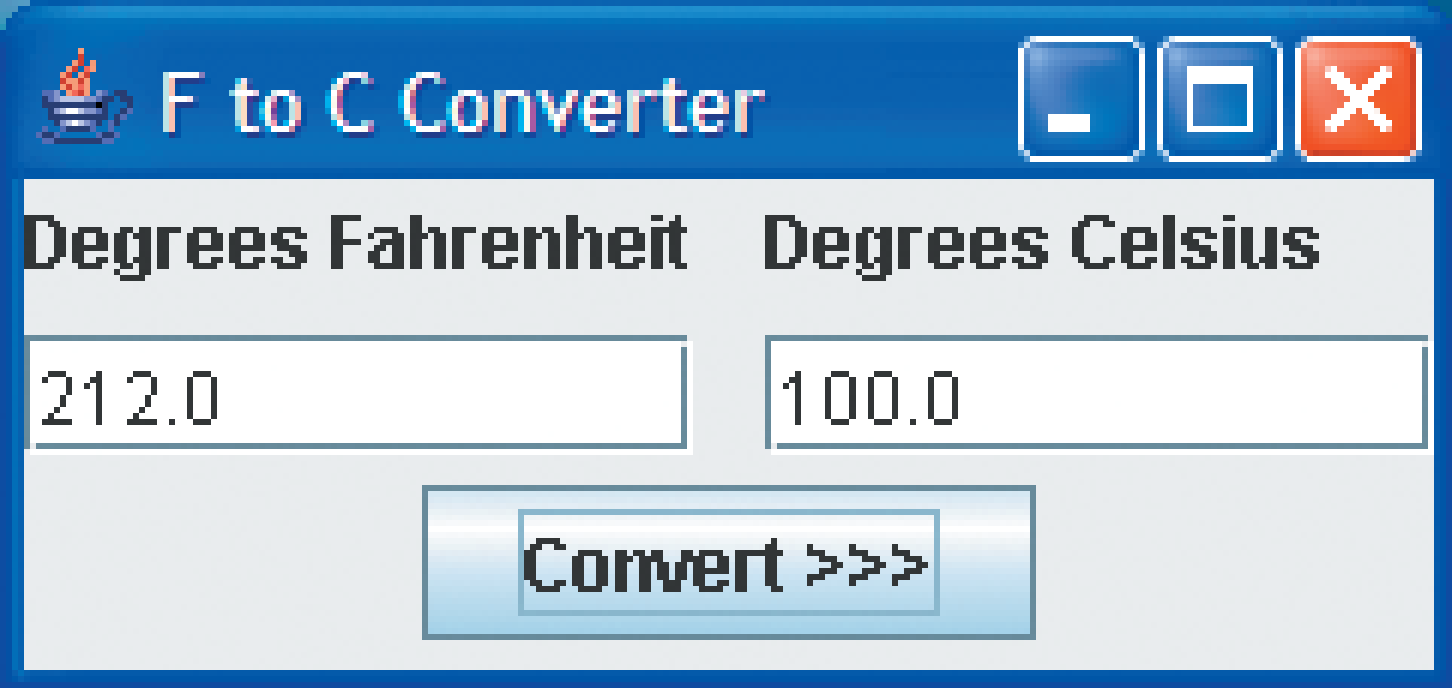 F to C Converter
Degrees Fahrenheit Degrees Celsius
212.0 100.0
Convert >>>